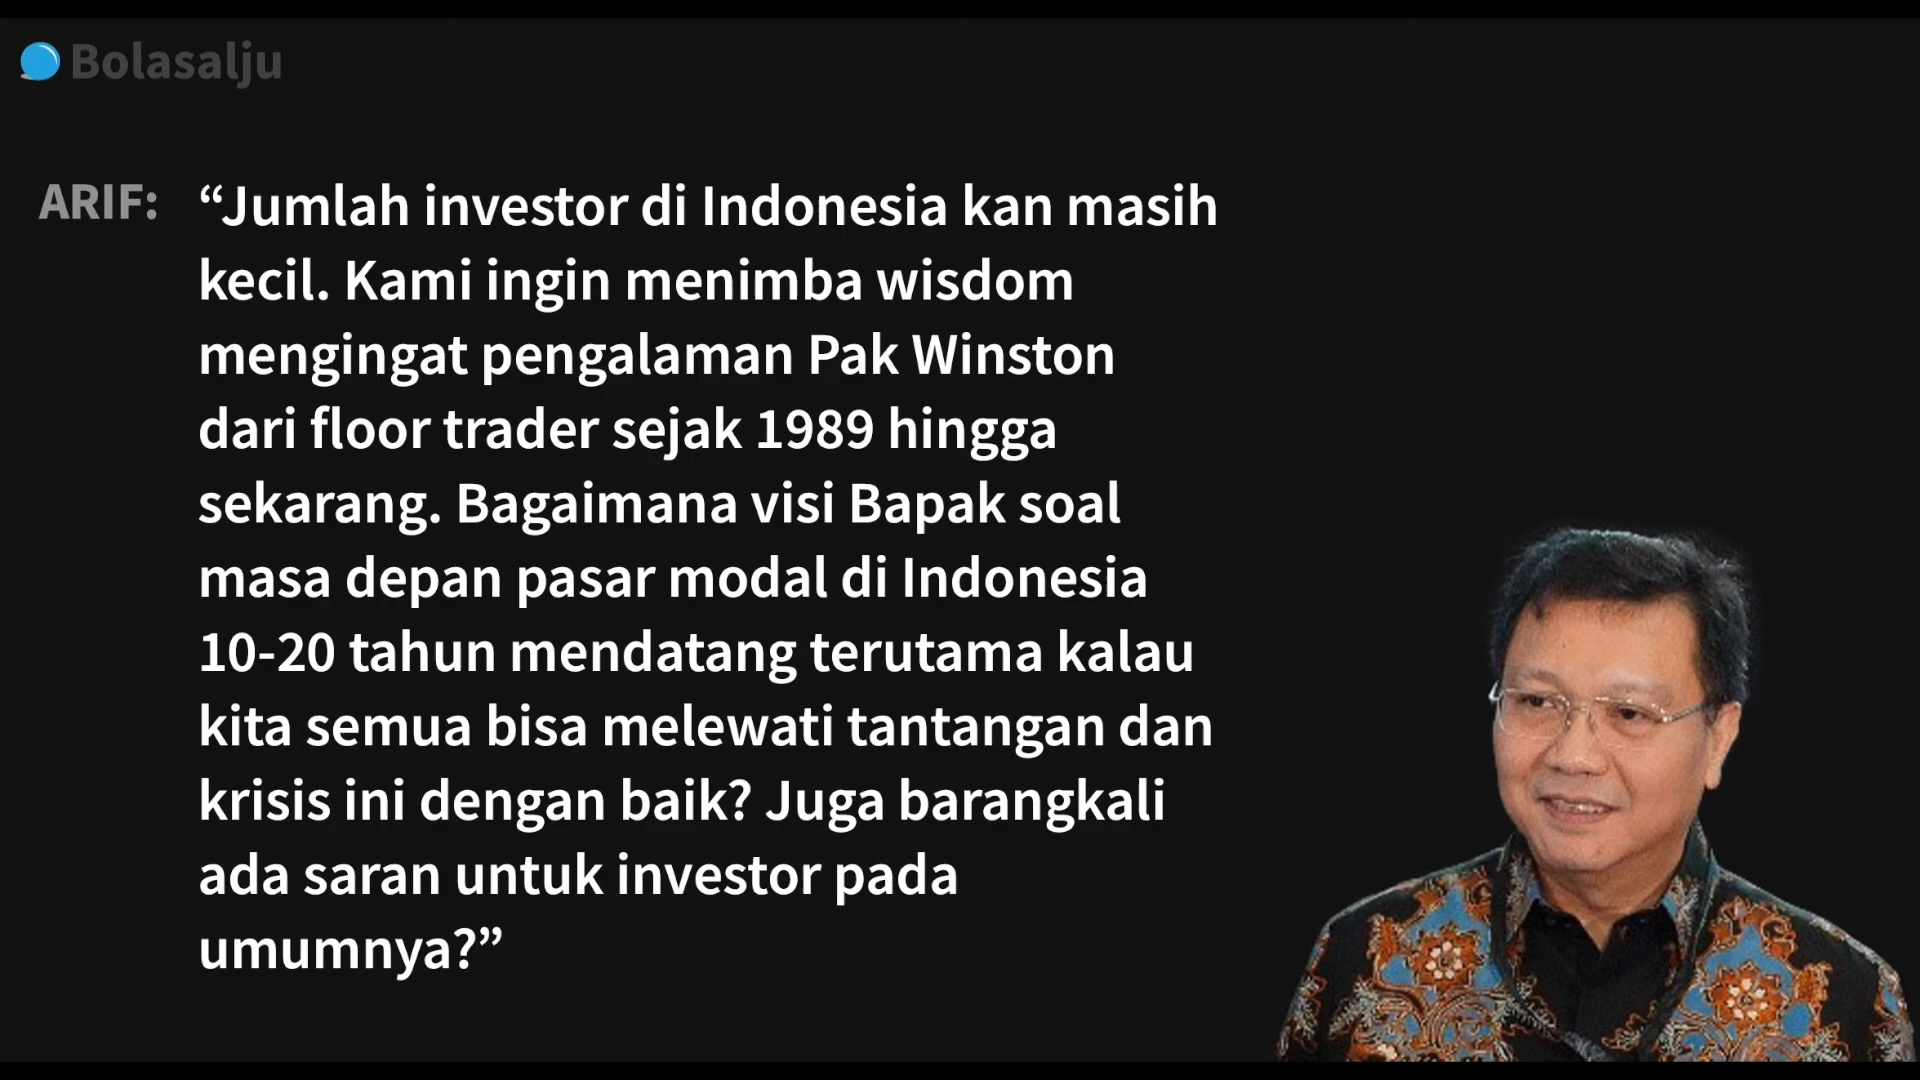 Bolasalju
ARIF: “Jumlah investor di Indonesia kan masih
kecil. Kami ingin menimba wisdom
mengingat pengalaman Pak Winston
dari floor trader sejak 1989 hingga
sekarang. Bagaimana visi Bapak soal
masa depan pasar modal di Indonesia
10-20 tahun mendatang terutama kalau
kita semua bisa melewati tantangan dan
krisis ini dengan baik? Juga barangkali
ada saran untuk investor pada
umumnya?”